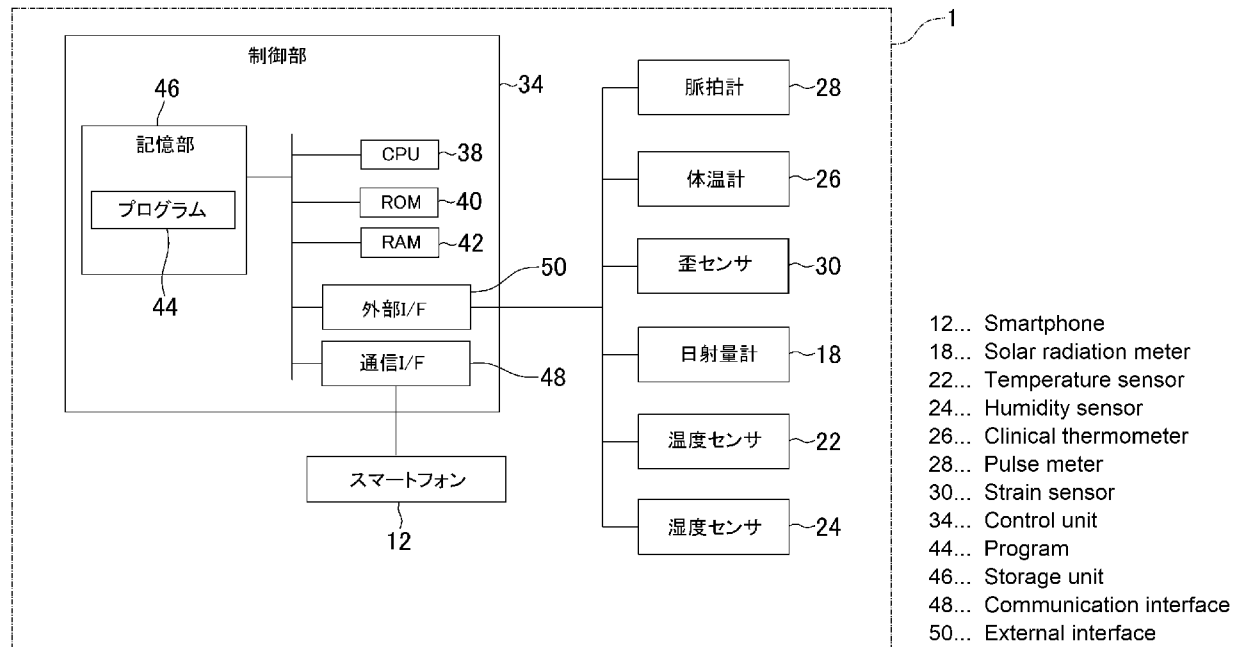 1
制御部
34
46
記憶部
プログラム
44
CPU
38
ROM
40
RAM
42
50
外部I/F
通信I/F
48
スマートフォン
12
脈拍計
28
体温計
26
歪センサ
30
日射量計
18
温度センサ
22
湿度センサ
24
12... Smartphone
18... Solar radiation meter
22... Temperature sensor
24... Humidity sensor
26... Clinical thermometer
28... Pulse meter
30... Strain sensor
34... Control unit
44... Program
46... Storage unit
48... Communication interface
50... External interface